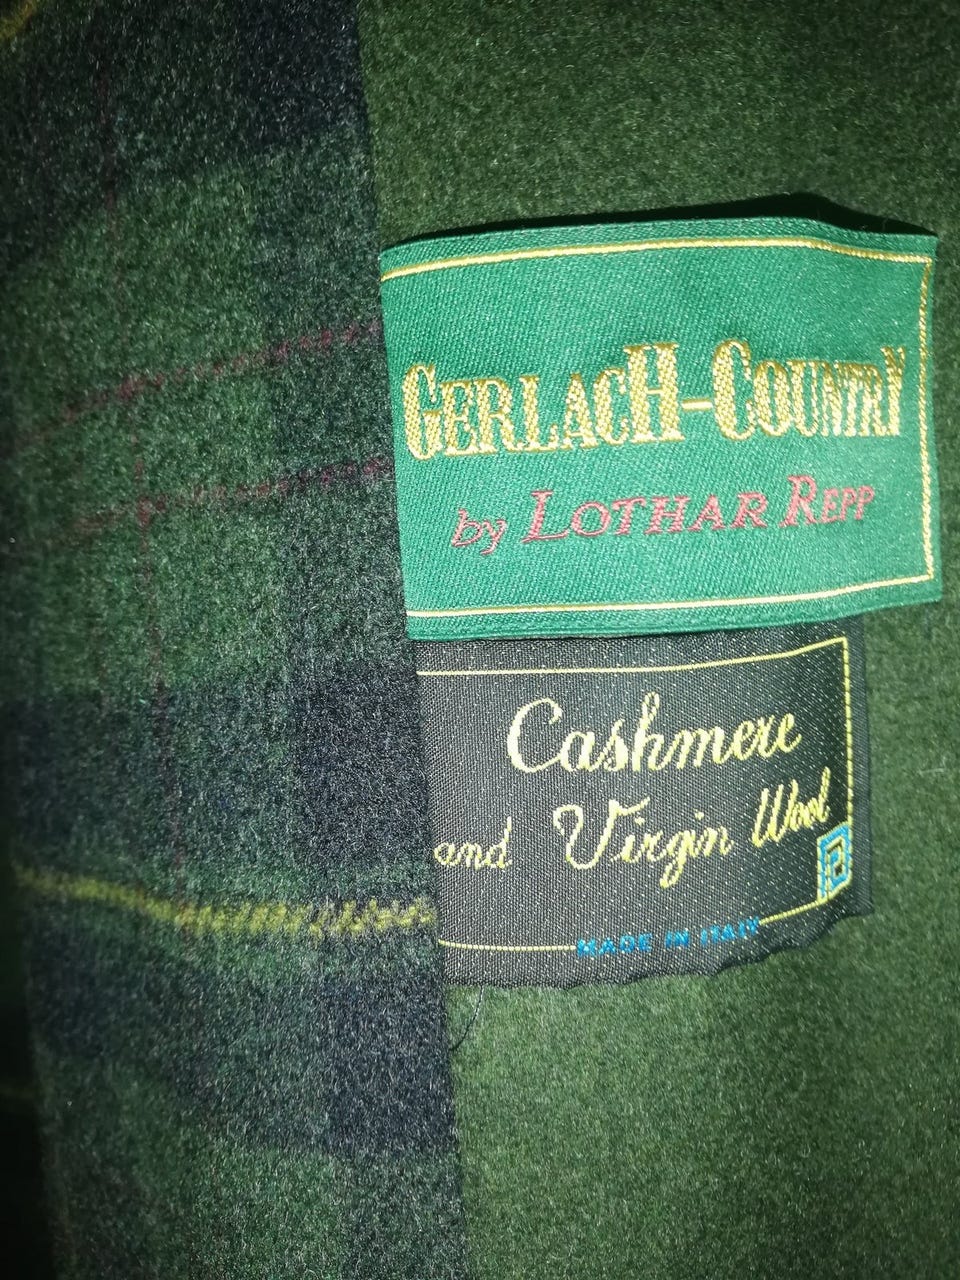 GERLACH-COUNTRY
by LOTHAR REPP
Cashmere
and Virgin Wool
MADE IN ITALY